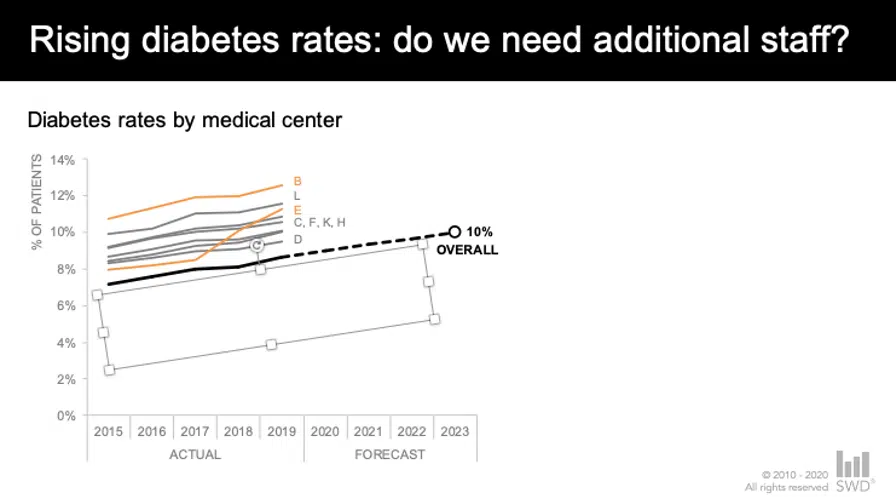 Rising diabetes rates: do we need additional staff?
Diabetes rates by medical center
% OF PATIENTS
14%
12%
10%
8%
6%
4%
2%
0%
B
L
E
C, F, K, H
D
10%
OVERALL
2015 2016 2017 2018 2019 2020 2021 2022 2023
ACTUAL FORECAST
© 2010 - 2020
All rights reserved
SWD®